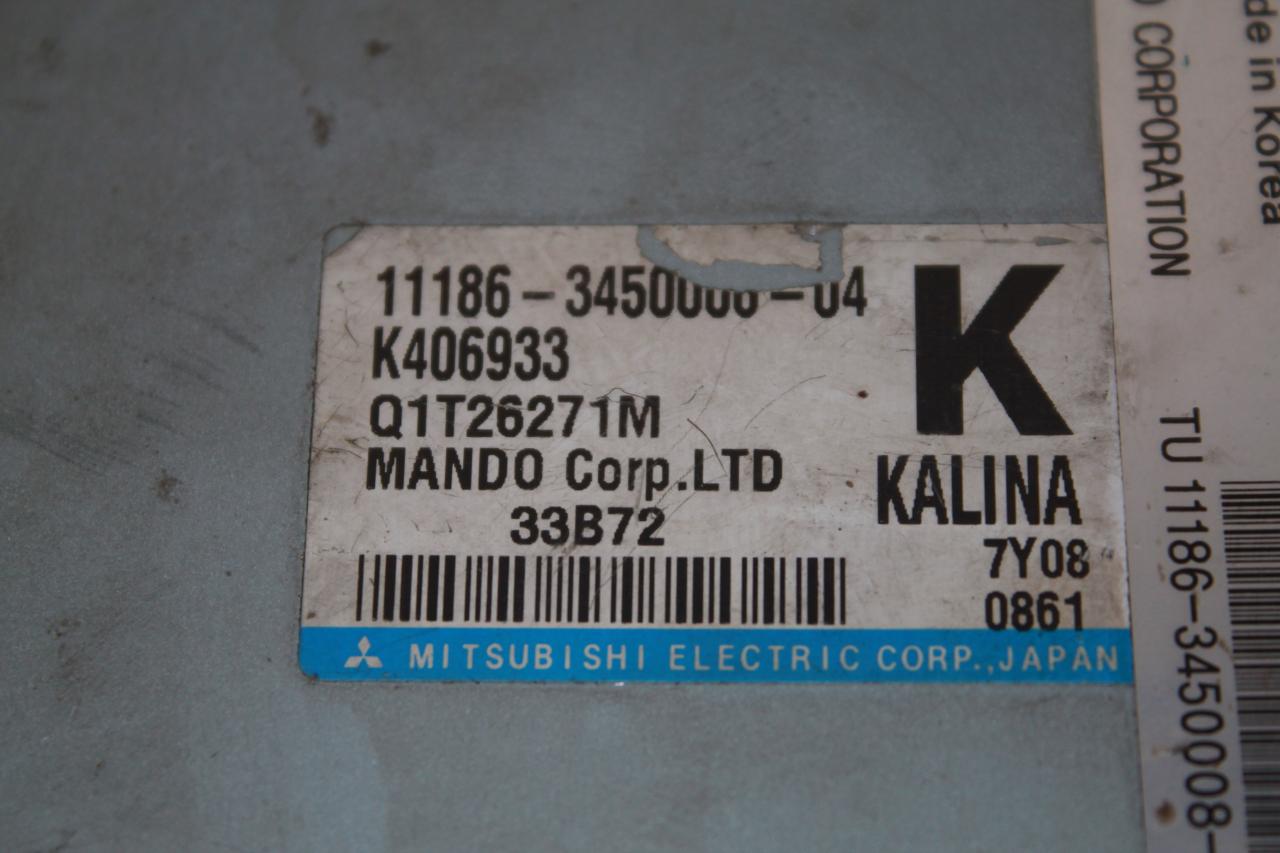 11186-3450008-04
K406933
Q1T26271M
MANDO Corp.LTD
33B72
K
KALINA
7Y08
0861
MITSUBISHI ELECTRIC CORP.,JAPAN
CORPORATION
in Korea
TU 11186-3450008-